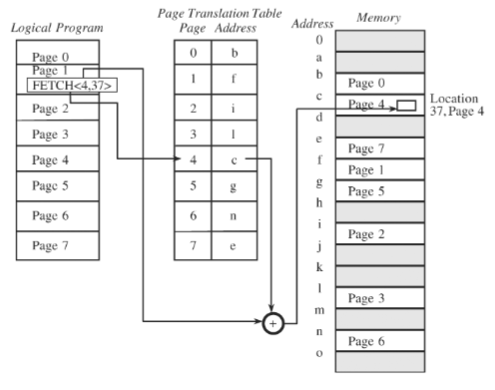 Logical Program
Page 0
Page 1
FETCH<4,37>
Page 2
Page 3
Page 4
Page 5
Page 6
Page 7
Page Translation Table
Page Address
0 b
1 f
2 i
3 l
4 c
5 g
6 n
7 e
+
Address
0
a
b
c
d
e
f
g
h
i
j
k
l
m
n
o
Memory
Page 0
Page 4
Page 7
Page 1
Page 5
Page 2
Page 3
Page 6
Location
37, Page 4